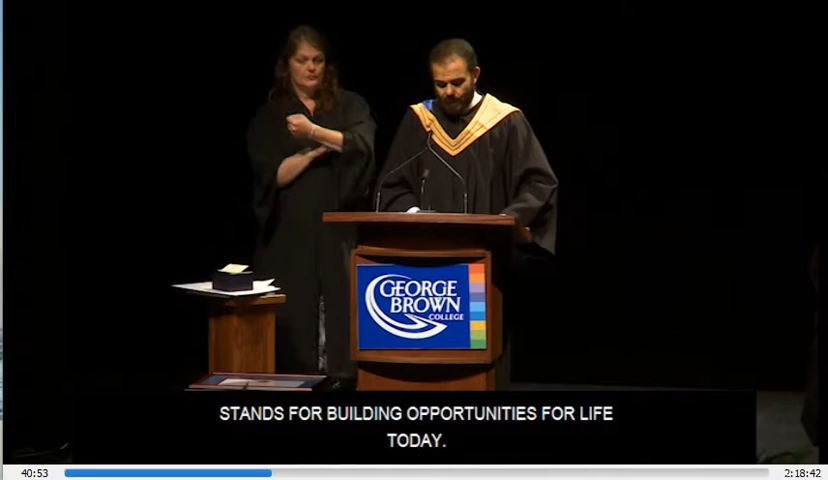 GEORGE
BROWN
COLLEGE
STANDS FOR BUILDING OPPORTUNITIES FOR LIFE
TODAY.
40:53
2:18:42